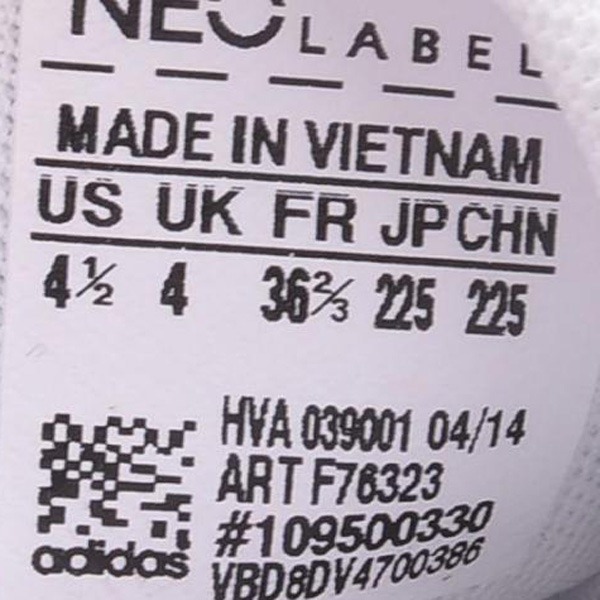 NEO LABEL
MADE IN VIETNAM
US UK FR JP CHN
4½ 4 36⅔ 225 225
HVA 039001 04/14
ART F76323
#109500330
adidas
VBD8DV4700386